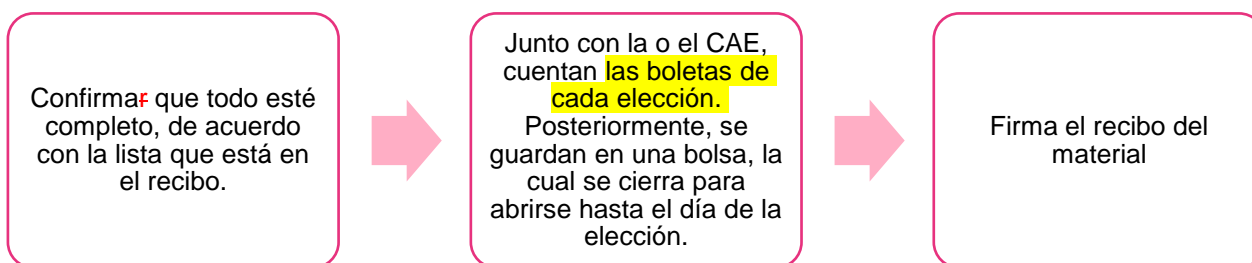 Confirmar que todo esté
completo, de acuerdo
con la lista que está en
el recibo.
Junto con la o el CAE,
cuentan las boletas de
cada elección.
Posteriormente, se
guardan en una bolsa, la
cual se cierra para
abrirse hasta el día de la
elección.
Firma el recibo del
material